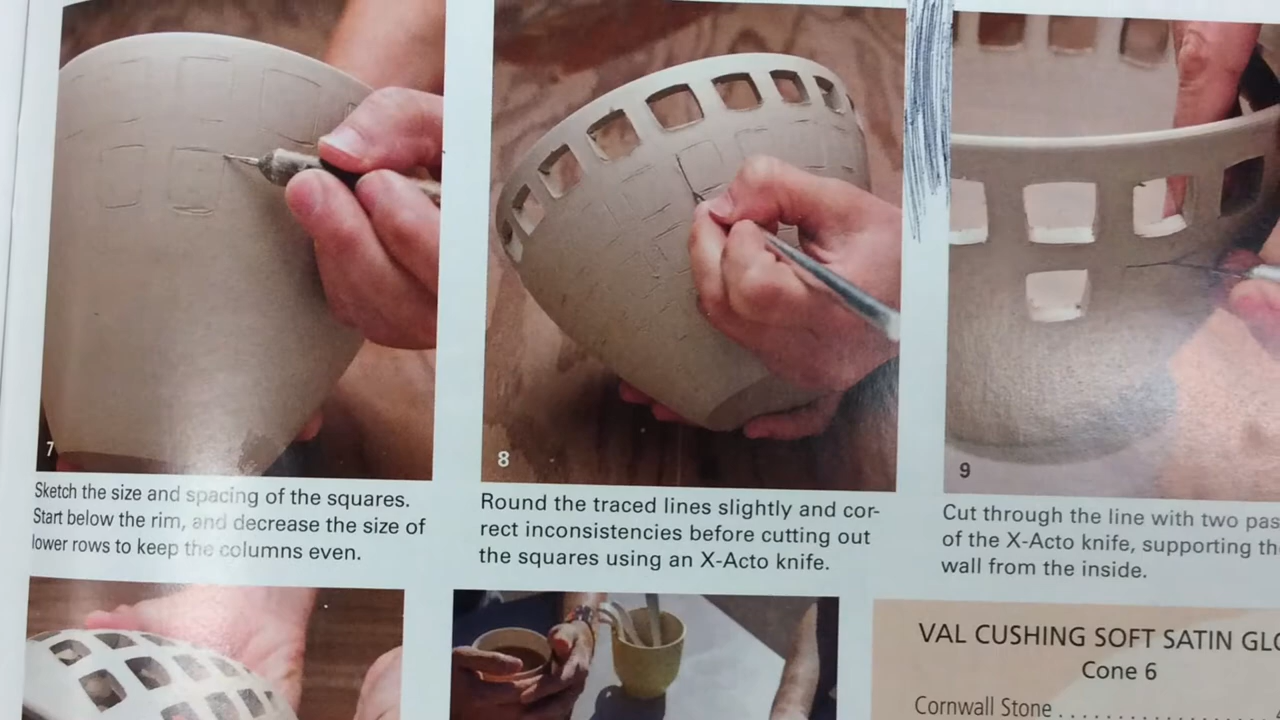 7
Sketch the size and spacing of the squares.
Start below the rim, and decrease the size of
lower rows to keep the columns even.
8
Round the traced lines slightly and cor-
rect inconsistencies before cutting out
the squares using an X-Acto knife.
9
Cut through the line with two
of the X-Acto knife, supporting
wall from the inside.
VAL CUSHING SOFT SATIN
Cone 6
Cornwall Stone . . . . . . . . . . . . . . . .